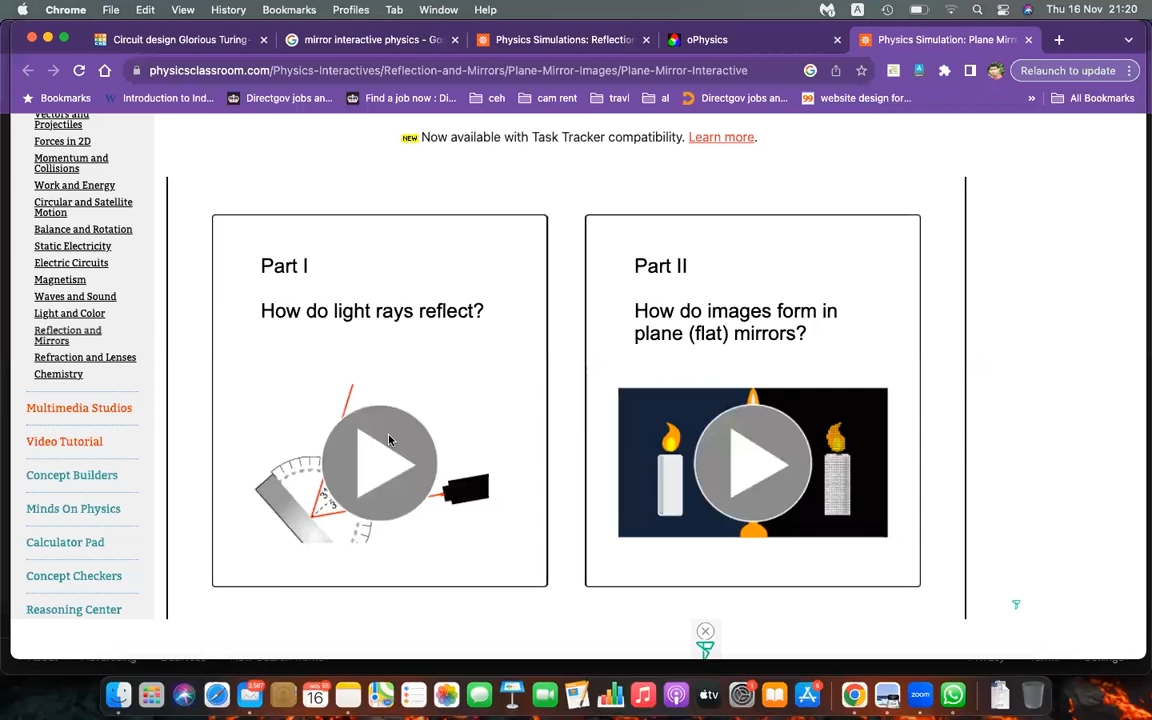 Chrome File Edit View History Bookmarks Profiles Tab Window Help A Thu 16 Nov 21:20
Circuit design Glorious Turing- mirror interactive physics - Go Physics Simulations: Reflection oPhysics Physics Simulation: Plane Mirr
physicsclassroom.com/Physics-Interactives/Reflection-and-Mirrors/Plane-Mirror-Images/Plane-Mirror-Interactive Relaunch to update
Bookmarks Introduction to Ind... Directgov jobs an... Find a job now : Di... ceh cam rent travl al Directgov jobs an... website design for... » All Bookmarks
Vectors and
Projectiles
Forces in 2D
Momentum and
Collisions
Work and Energy
Circular and Satellite
Motion
Balance and Rotation
Static Electricity
Electric Circuits
Magnetism
Waves and Sound
Light and Color
Reflection and
Mirrors
Refraction and Lenses
Chemistry
Multimedia Studios
Video Tutorial
Concept Builders
Minds On Physics
Calculator Pad
Concept Checkers
Reasoning Center
NEW Now available with Task Tracker compatibility. Learn more.
Part I
How do light rays reflect?
Part II
How do images form in
plane (flat) mirrors?
3,587 NOV 16 tv zoom